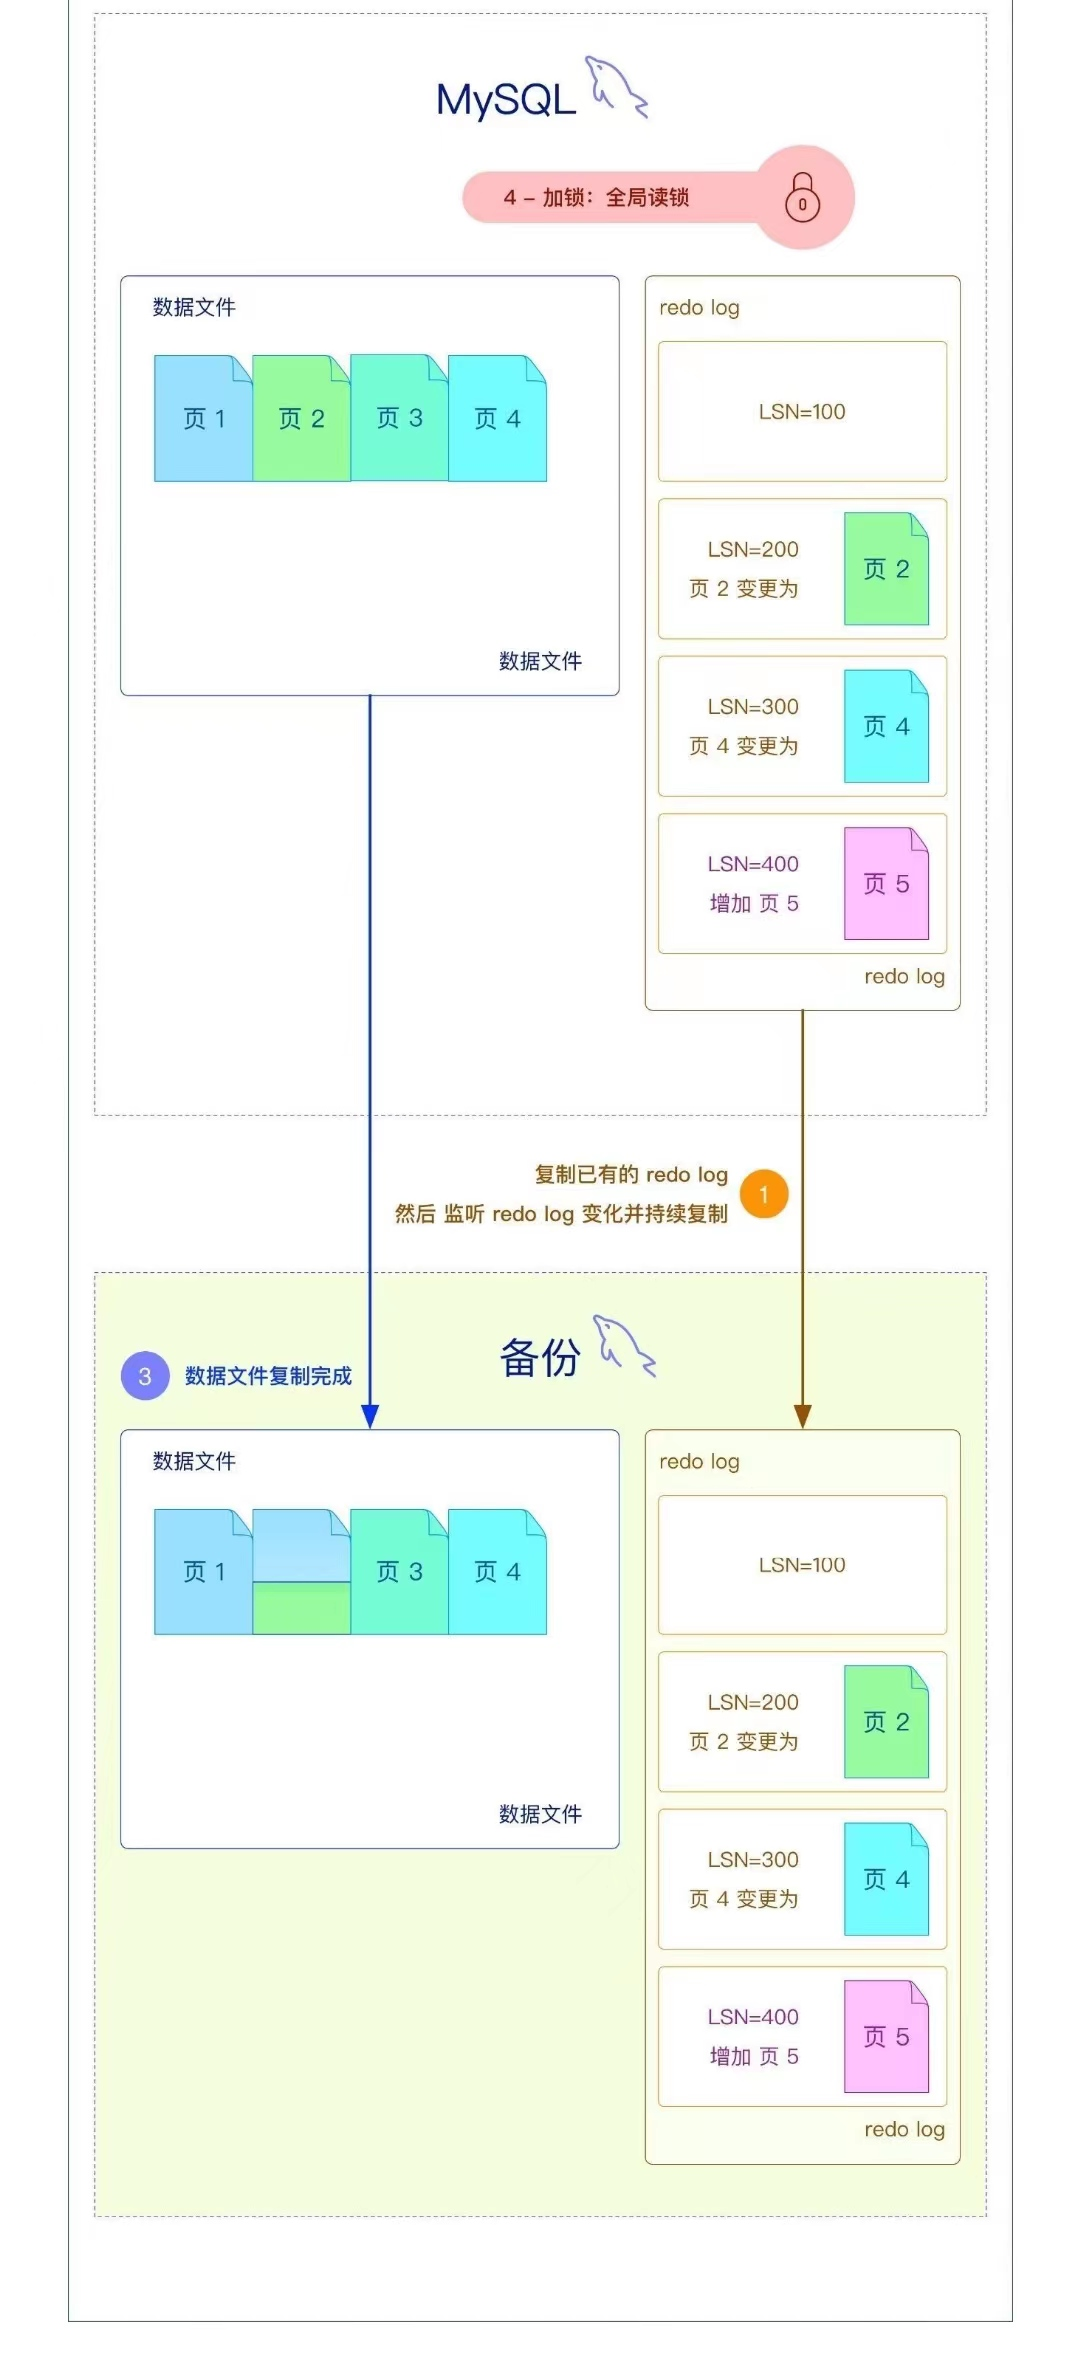 MySQL
4 – 加锁：全局读锁
数据文件
页 1
页 2
页 3
页 4
数据文件
redo log
LSN=100
LSN=200
页 2 变更为
页 2
LSN=300
页 4 变更为
页 4
LSN=400
增加 页 5
页 5
redo log
复制已有的 redo log
然后 监听 redo log 变化并持续复制
1
备份
3
数据文件复制完成
数据文件
页 1
页 3
页 4
数据文件
redo log
LSN=100
LSN=200
页 2 变更为
页 2
LSN=300
页 4 变更为
页 4
LSN=400
增加 页 5
页 5
redo log